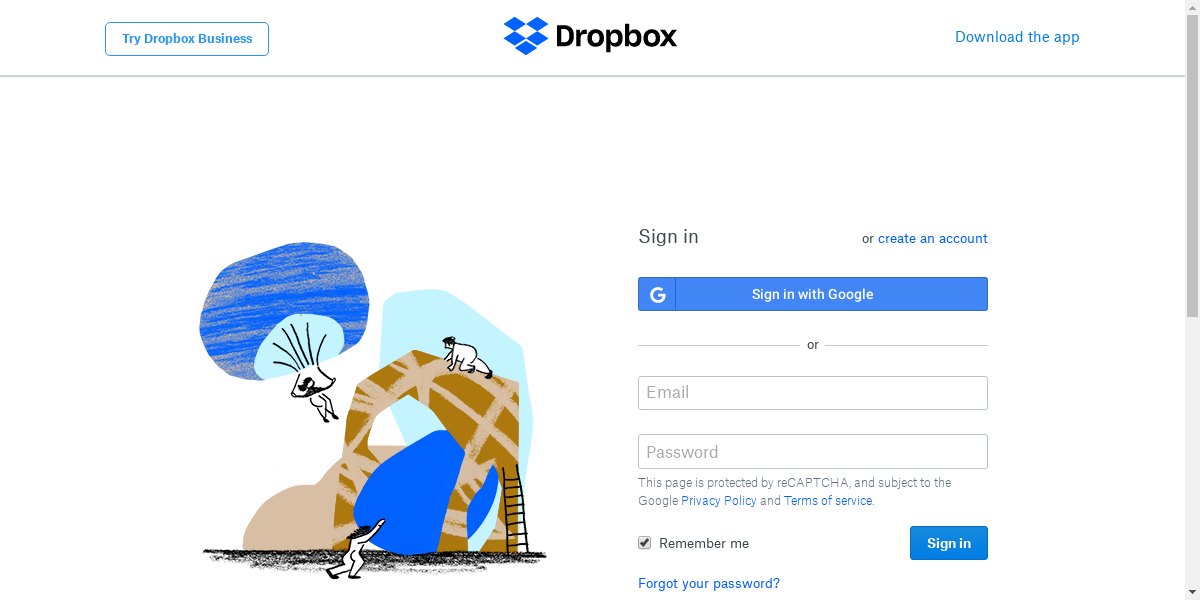 Try Dropbox Business
Dropbox
Download the app
Sign in
or create an account
G
Sign in with Google
or
Email
Password
This page is protected by reCAPTCHA, and subject to the
Google Privacy Policy and Terms of service.
Remember me
Sign in
Forgot your password?